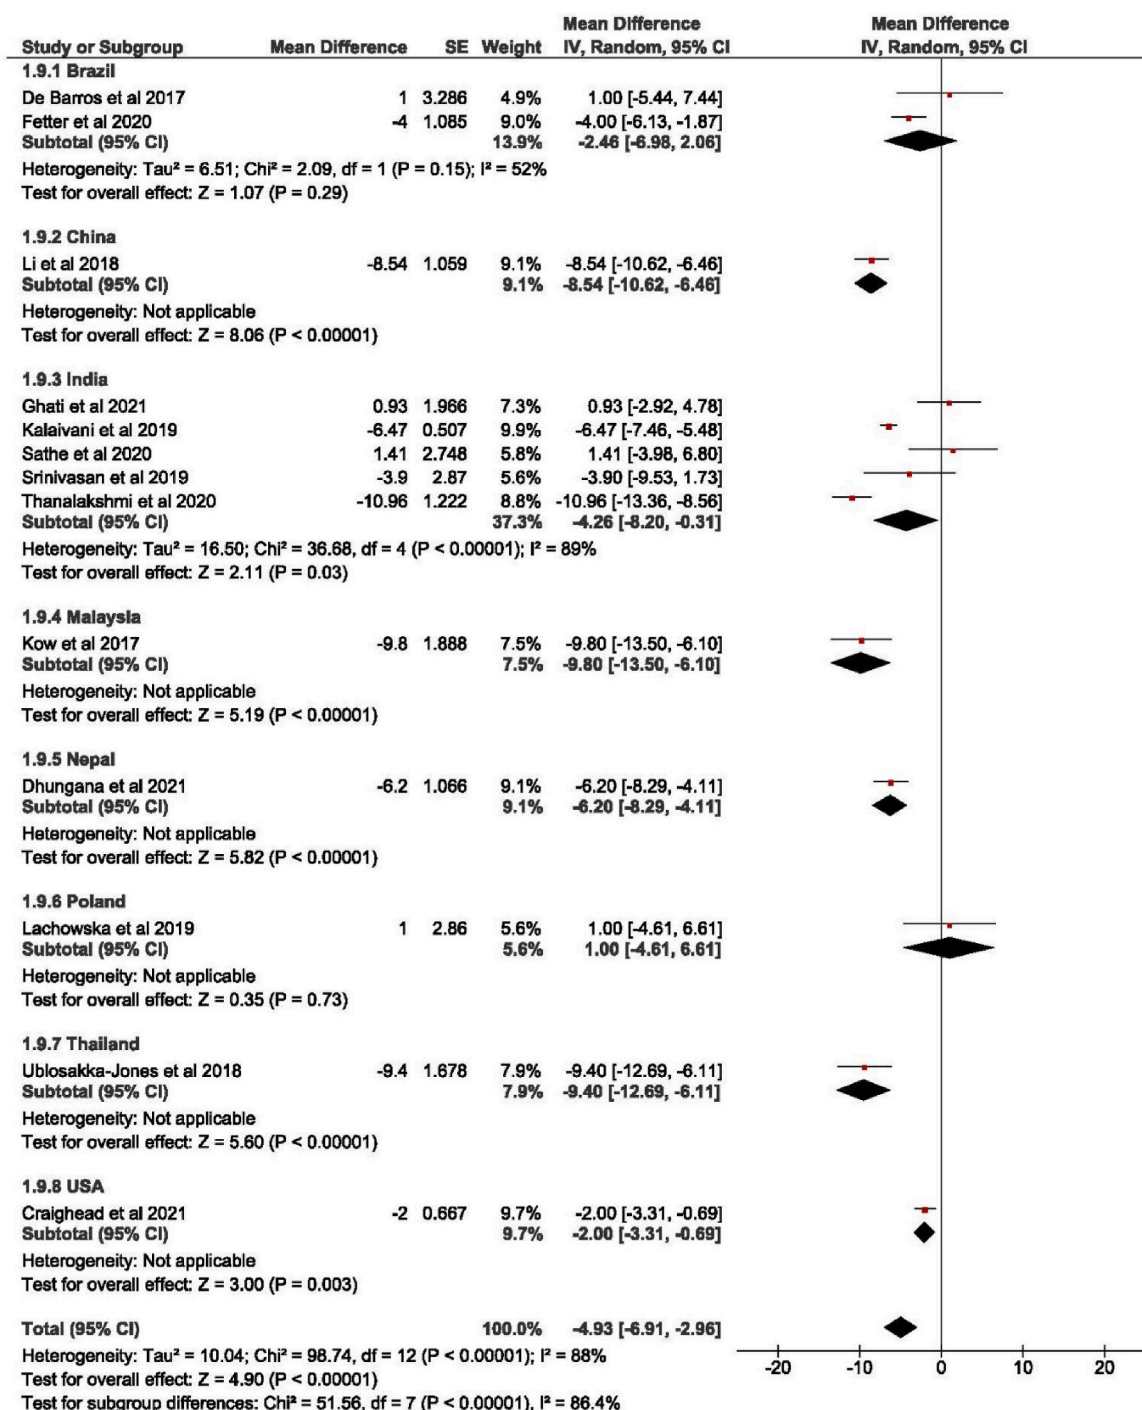 Mean Difference Mean Difference
Study or Subgroup Mean Difference SE Weight IV, Random, 95% CI IV, Random, 95% CI
1.9.1 Brazil
De Barros et al 2017 1 3.286 4.9% 1.00 [-5.44, 7.44]
Fetter et al 2020 -4 1.085 9.0% -4.00 [-6.13, -1.87]
Subtotal (95% CI) 13.9% -2.46 [-6.98, 2.06]
Heterogeneity: Tau² = 6.51; Chi² = 2.09, df = 1 (P = 0.15); I² = 52%
Test for overall effect: Z = 1.07 (P = 0.29)
1.9.2 China
Li et al 2018 -8.54 1.059 9.1% -8.54 [-10.62, -6.46]
Subtotal (95% CI) 9.1% -8.54 [-10.62, -6.46]
Heterogeneity: Not applicable
Test for overall effect: Z = 8.06 (P < 0.00001)
1.9.3 India
Ghati et al 2021 0.93 1.966 7.3% 0.93 [-2.92, 4.78]
Kalaivani et al 2019 -6.47 0.507 9.9% -6.47 [-7.46, -5.48]
Sathe et al 2020 1.41 2.748 5.8% 1.41 [-3.98, 6.80]
Srinivasan et al 2019 -3.9 2.87 5.6% -3.90 [-9.53, 1.73]
Thanalakshmi et al 2020 -10.96 1.222 8.8% -10.96 [-13.36, -8.56]
Subtotal (95% CI) 37.3% -4.26 [-8.20, -0.31]
Heterogeneity: Tau² = 16.50; Chi² = 36.68, df = 4 (P < 0.00001); I² = 89%
Test for overall effect: Z = 2.11 (P = 0.03)
1.9.4 Malaysia
Kow et al 2017 -9.8 1.888 7.5% -9.80 [-13.50, -6.10]
Subtotal (95% CI) 7.5% -9.80 [-13.50, -6.10]
Heterogeneity: Not applicable
Test for overall effect: Z = 5.19 (P < 0.00001)
1.9.5 Nepal
Dhungana et al 2021 -6.2 1.066 9.1% -6.20 [-8.29, -4.11]
Subtotal (95% CI) 9.1% -6.20 [-8.29, -4.11]
Heterogeneity: Not applicable
Test for overall effect: Z = 5.82 (P < 0.00001)
1.9.6 Poland
Lachowska et al 2019 1 2.86 5.6% 1.00 [-4.61, 6.61]
Subtotal (95% CI) 5.6% 1.00 [-4.61, 6.61]
Heterogeneity: Not applicable
Test for overall effect: Z = 0.35 (P = 0.73)
1.9.7 Thailand
Ublosakka-Jones et al 2018 -9.4 1.678 7.9% -9.40 [-12.69, -6.11]
Subtotal (95% CI) 7.9% -9.40 [-12.69, -6.11]
Heterogeneity: Not applicable
Test for overall effect: Z = 5.60 (P < 0.00001)
1.9.8 USA
Craighead et al 2021 -2 0.667 9.7% -2.00 [-3.31, -0.69]
Subtotal (95% CI) 9.7% -2.00 [-3.31, -0.69]
Heterogeneity: Not applicable
Test for overall effect: Z = 3.00 (P = 0.003)
Total (95% CI) 100.0% -4.93 [-6.91, -2.96]
Heterogeneity: Tau² = 10.04; Chi² = 98.74, df = 12 (P < 0.00001); I² = 88%
-20 -10 0 10 20
Test for overall effect: Z = 4.90 (P < 0.00001)
Test for subgroup differences: Chi² = 51.56, df = 7 (P < 0.00001), I² = 86.4%